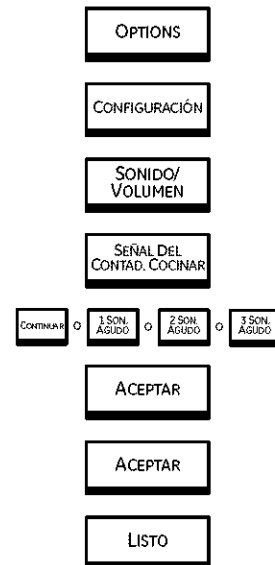 OPTIONS
CONFIGURACIÓN
SONIDO/
VOLUMEN
SEÑAL DEL
CONTAD. COCINAR
CONTINUAR O 1 SON. AGUDO O 2 SON. AGUDO O 3 SON. AGUDO
ACEPTAR
ACEPTAR
LISTO